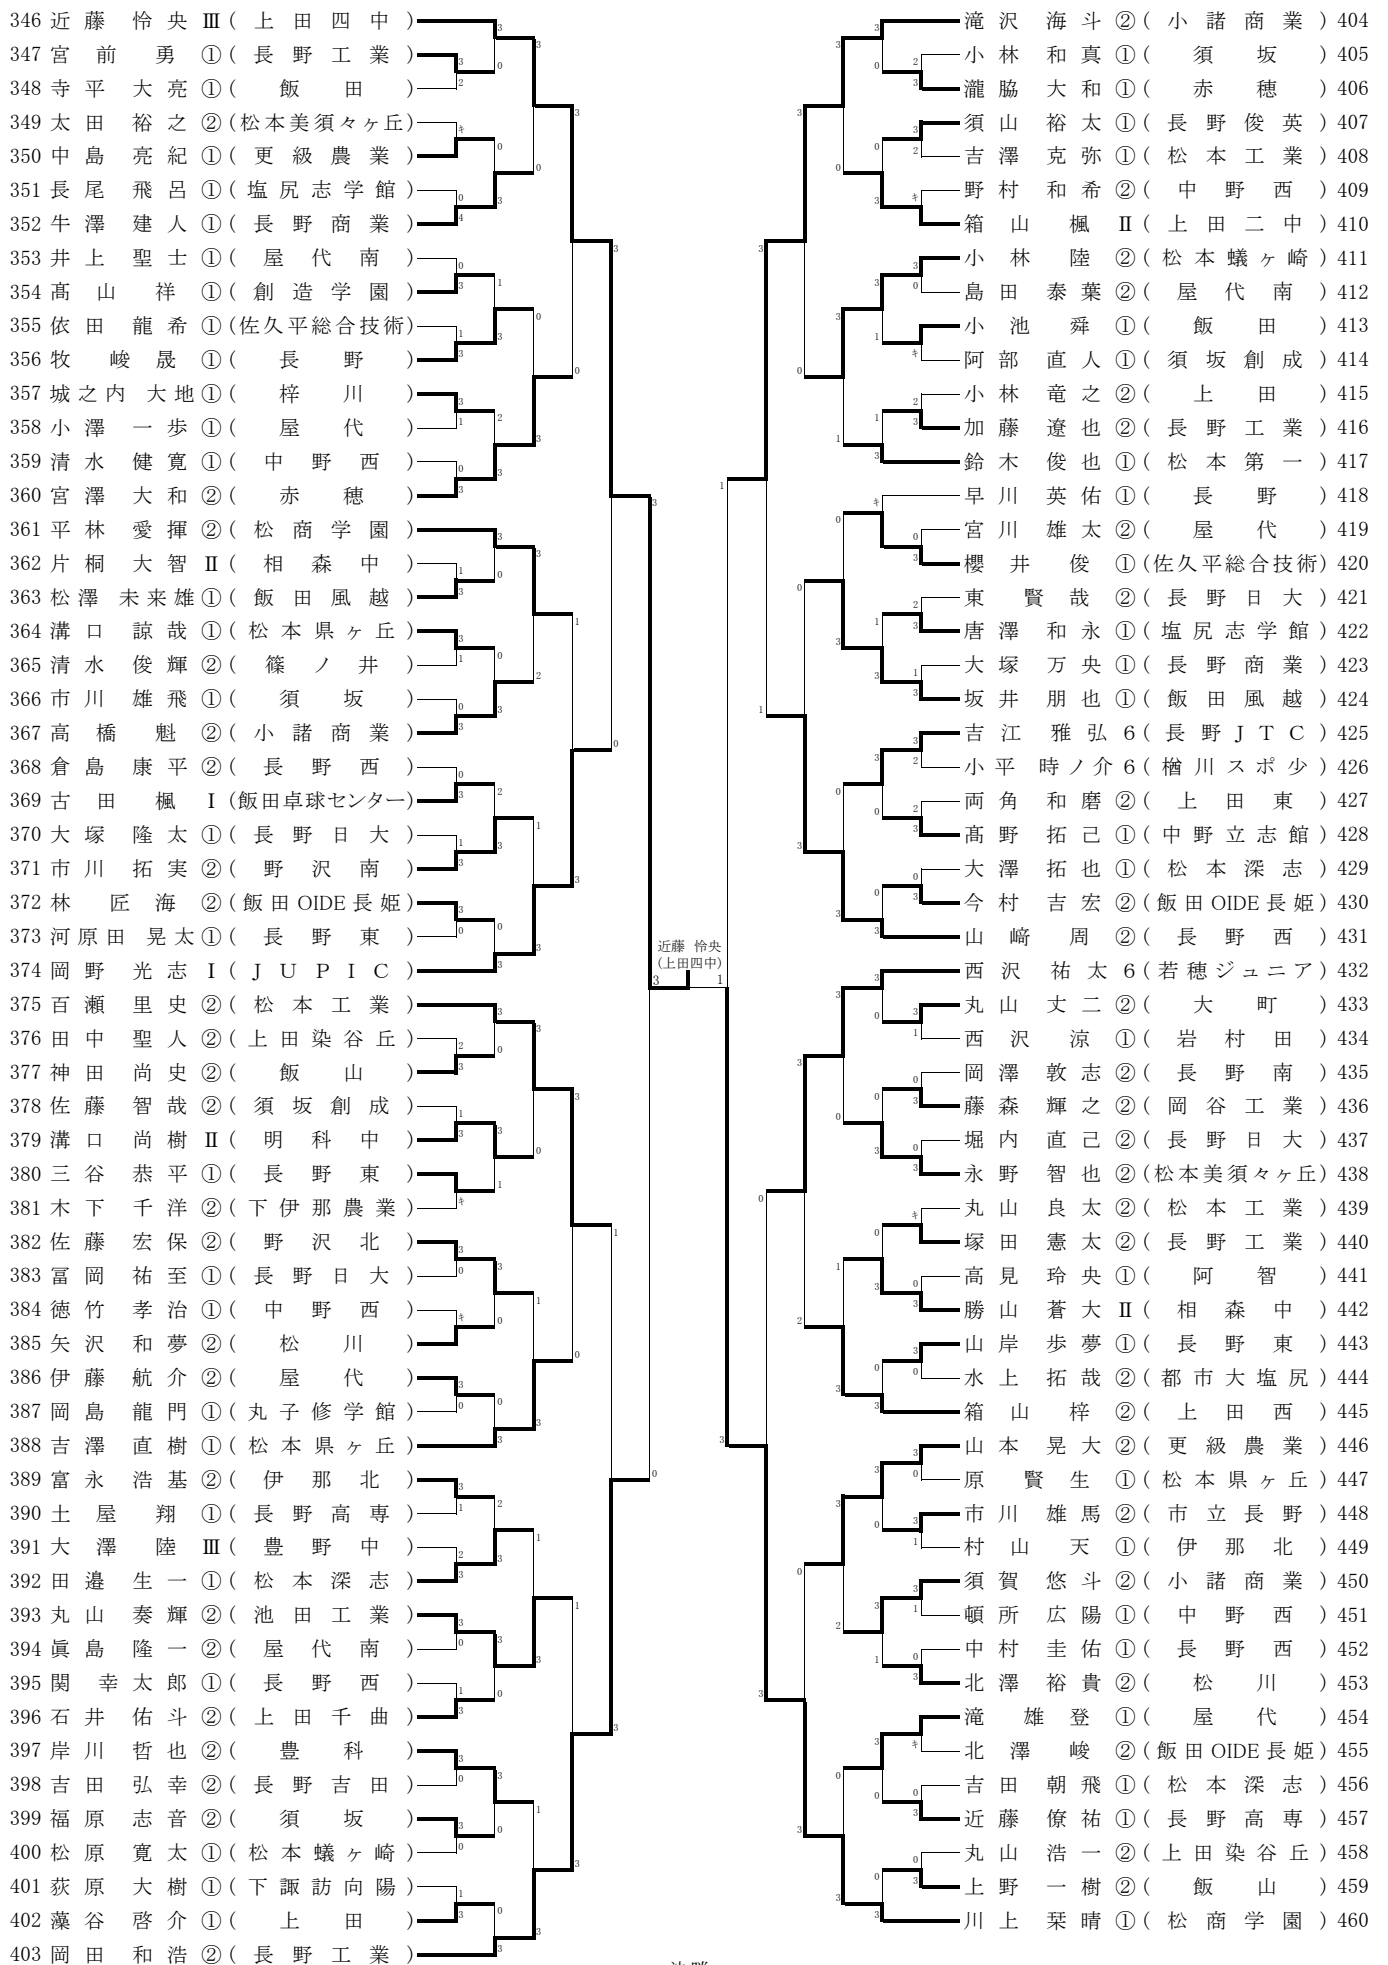 346 近藤 怜央 Ⅲ ( 上田四中 )
347 宮前 勇 ① ( 長野工業 )
348 寺平 大亮 ① ( 飯田 )
349 太田 裕之 ② (松本美須々ヶ丘)
350 中島 亮紀 ① ( 更級農業 )
351 長尾 飛呂 ① ( 塩尻志学館 )
352 牛澤 建人 ① ( 長野商業 )
353 井上 聖士 ① ( 屋代南 )
354 髙山 祥 ① ( 創造学園 )
355 依田 龍希 ① (佐久平総合技術)
356 牧 峻晟 ① ( 長野 )
357 城之内 大地 ① ( 梓川 )
358 小澤 一歩 ① ( 屋代 )
359 清水 健寛 ① ( 中野西 )
360 宮澤 大和 ② ( 赤穂 )
361 平林 愛揮 ② ( 松商学園 )
362 片桐 大智 Ⅱ ( 相森中 )
363 松澤 未来雄 ① ( 飯田風越 )
364 溝口 諒哉 ① ( 松本県ヶ丘 )
365 清水 俊輝 ② ( 篠ノ井 )
366 市川 雄飛 ① ( 須坂 )
367 高橋 魁 ② ( 小諸商業 )
368 倉島 康平 ② ( 長野西 )
369 古田 楓 Ⅰ (飯田卓球センター)
370 大塚 隆太 ① ( 長野日大 )
371 市川 拓実 ② ( 野沢南 )
372 林 匠海 ② ( 飯田 OIDE 長姫 )
373 河原田 晃太 ① ( 長野東 )
374 岡野 光志 Ⅰ ( JUPIC )
375 百瀬 里史 ② ( 松本工業 )
376 田中 聖人 ② ( 上田染谷丘 )
377 神田 尚史 ② ( 飯山 )
378 佐藤 智哉 ② ( 須坂創成 )
379 溝口 尚樹 Ⅱ ( 明科中 )
380 三谷 恭平 ① ( 長野東 )
381 木下 千洋 ② ( 下伊那農業 )
382 佐藤 宏保 ② ( 野沢北 )
383 冨岡 祐至 ① ( 長野日大 )
384 徳竹 孝治 ① ( 中野西 )
385 矢沢 和夢 ② ( 松川 )
386 伊藤 航介 ② ( 屋代 )
387 岡島 龍門 ① ( 丸子修学館 )
388 吉澤 直樹 ① ( 松本県ヶ丘 )
389 富永 浩基 ② ( 伊那北 )
390 土屋 翔 ① ( 長野高専 )
391 大澤 陸 Ⅲ ( 豊野中 )
392 田邉 生一 ① ( 松本深志 )
393 丸山 奏輝 ② ( 池田工業 )
394 眞島 隆一 ② ( 屋代南 )
395 関 幸太郎 ① ( 長野西 )
396 石井 佑斗 ② ( 上田千曲 )
397 岸川 哲也 ② ( 豊科 )
398 吉田 弘幸 ② ( 長野吉田 )
399 福原 志音 ② ( 須坂 )
400 松原 寛太 ① ( 松本蟻ヶ崎 )
401 荻原 大樹 ① ( 下諏訪向陽 )
402 藻谷 啓介 ① ( 上田 )
403 岡田 和浩 ② ( 長野工業 )
近藤 怜央
(上田四中)
3 1
滝沢 海斗 ② ( 小諸商業 ) 404
小林 和真 ① ( 須坂 ) 405
瀧脇 大和 ① ( 赤穂 ) 406
須山 裕太 ① ( 長野俊英 ) 407
吉澤 克弥 ① ( 松本工業 ) 408
野村 和希 ② ( 中野西 ) 409
箱山 楓 Ⅱ ( 上田二中 ) 410
小林 陸 ② ( 松本蟻ヶ崎 ) 411
島田 泰葉 ② ( 屋代南 ) 412
小池 舜 ① ( 飯田 ) 413
阿部 直人 ① ( 須坂創成 ) 414
小林 竜之 ② ( 上田 ) 415
加藤 遼也 ② ( 長野工業 ) 416
鈴木 俊也 ① ( 松本第一 ) 417
早川 英佑 ① ( 長野 ) 418
宮川 雄太 ② ( 屋代 ) 419
櫻井 俊 ① (佐久平総合技術) 420
東 賢哉 ② ( 長野日大 ) 421
唐澤 和永 ① ( 塩尻志学館 ) 422
大塚 万央 ① ( 長野商業 ) 423
坂井 朋也 ① ( 飯田風越 ) 424
吉江 雅弘 6 ( 長野JTC ) 425
小平 時ノ介 6 ( 楢川スポ少 ) 426
両角 和磨 ② ( 上田東 ) 427
髙野 拓己 ① ( 中野立志館 ) 428
大澤 拓也 ① ( 松本深志 ) 429
今村 吉宏 ② ( 飯田 OIDE 長姫 ) 430
山﨑 周 ② ( 長野西 ) 431
西沢 祐太 6 ( 若穂ジュニア ) 432
丸山 丈二 ② ( 大町 ) 433
西沢 涼 ① ( 岩村田 ) 434
岡澤 敦志 ② ( 長野南 ) 435
藤森 輝之 ② ( 岡谷工業 ) 436
堀内 直己 ② ( 長野日大 ) 437
永野 智也 ② (松本美須々ヶ丘) 438
丸山 良太 ② ( 松本工業 ) 439
塚田 憲太 ② ( 長野工業 ) 440
高見 玲央 ① ( 阿智 ) 441
勝山 蒼大 Ⅱ ( 相森中 ) 442
山岸 歩夢 ① ( 長野東 ) 443
水上 拓哉 ② ( 都市大塩尻 ) 444
箱山 梓 ② ( 上田西 ) 445
山本 晃大 ② ( 更級農業 ) 446
原 賢生 ① ( 松本県ヶ丘 ) 447
市川 雄馬 ② ( 市立長野 ) 448
村山 天 ① ( 伊那北 ) 449
須賀 悠斗 ② ( 小諸商業 ) 450
頓所 広陽 ① ( 中野西 ) 451
中村 圭佑 ① ( 長野西 ) 452
北澤 裕貴 ② ( 松川 ) 453
滝 雄登 ① ( 屋代 ) 454
北澤 峻 ② ( 飯田 OIDE 長姫 ) 455
吉田 朝飛 ① ( 松本深志 ) 456
近藤 僚祐 ① ( 長野高専 ) 457
丸山 浩一 ② ( 上田染谷丘 ) 458
上野 一樹 ② ( 飯山 ) 459
川上 栞晴 ① ( 松商学園 ) 460